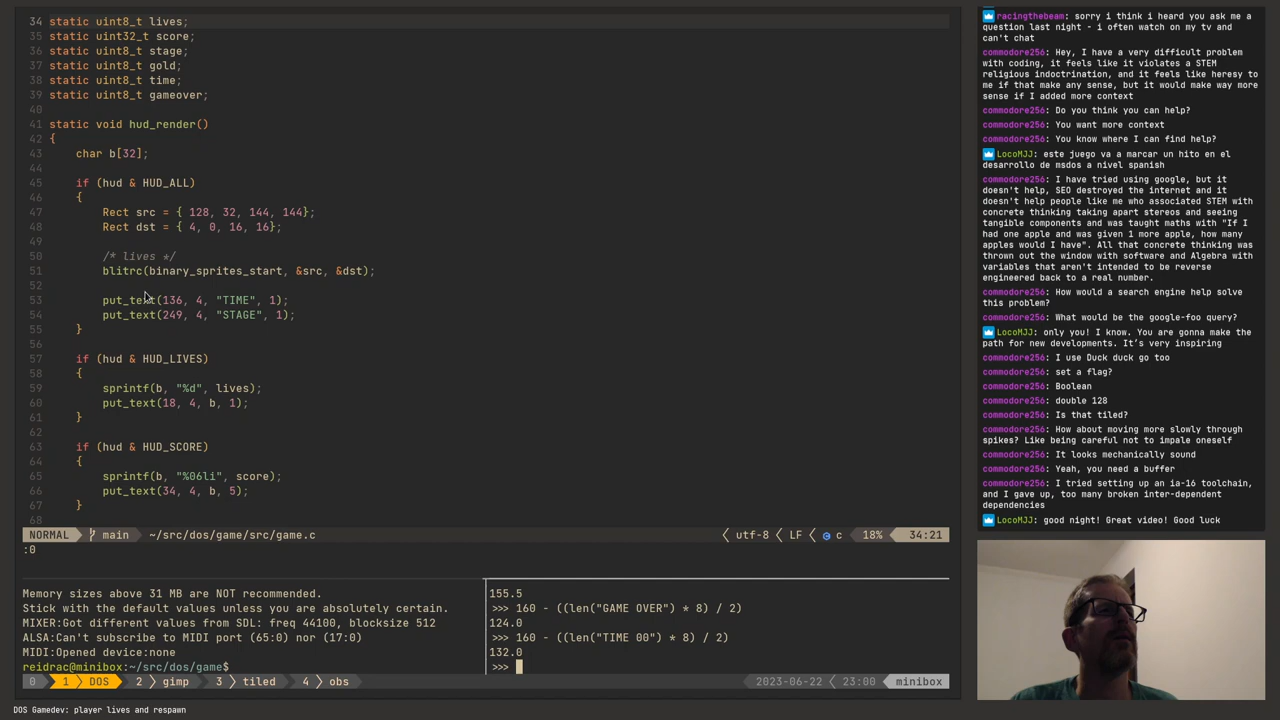 34 static uint8_t lives;
35 static uint32_t score;
36 static uint8_t stage;
37 static uint8_t gold;
38 static uint8_t time;
39 static uint8_t gameover;
40
41 static void hud_render()
42 {
43 char b[32];
44
45 if (hud & HUD_ALL)
46 {
47 Rect src = { 128, 32, 144, 144};
48 Rect dst = { 4, 0, 16, 16};
49
50 /* lives */
51 blitrc(binary_sprites_start, &src, &dst);
52
53 put_text(136, 4, "TIME", 1);
54 put_text(249, 4, "STAGE", 1);
55 }
56
57 if (hud & HUD_LIVES)
58 {
59 sprintf(b, "%d", lives);
60 put_text(18, 4, b, 1);
61 }
62
63 if (hud & HUD_SCORE)
64 {
65 sprintf(b, "%06li", score);
66 put_text(34, 4, b, 5);
67 }
68
NORMAL main ~/src/dos/game/src/game.c utf-8 LF c 18% 34:21
:0
Memory sizes above 31 MB are NOT recommended.
Stick with the default values unless you are absolutely certain.
MIXER:Got different values from SDL: freq 44100, blocksize 512
ALSA:Can't subscribe to MIDI port (65:0) nor (17:0)
MIDI:Opened device:none
reidrac@minibox:~/src/dos/game$
155.5
>>> 160 - ((len("GAME OVER") * 8) / 2)
124.0
>>> 160 - ((len("TIME 00") * 8) / 2)
132.0
>>>
0 1 DOS 2 gimp 3 tiled 4 obs 2023-06-22 23:00 minibox
DOS Gamedev: player lives and respawn
racingthebeam: sorry i think i heard you ask me a
question last night - i often watch on my tv and
can't chat
commodore256: Hey, I have a very difficult problem
with coding, it feels like it violates a STEM
religious indoctrination, and it feels like heresy to
me if that make any sense, but it would make way more
sense if I added more context
commodore256: Do you think you can help?
commodore256: You want more context
commodore256: You know where I can find help?
LocoMJJ: este juego va a marcar un hito en el
desarrollo de msdos a nivel spanish
commodore256: I have tried using google, but it
doesn't help, SEO destroyed the internet and it
doesn't help people like me who associated STEM with
concrete thinking taking apart stereos and seeing
tangible components and was taught maths with "If I
had one apple and was given 1 more apple, how many
apples would I have". All that concrete thinking was
thrown out the window with software and Algebra with
variables that aren't intended to be reverse
engineered back to a real number.
commodore256: How would a search engine help solve
this problem?
commodore256: What would be the google-foo query?
LocoMJJ: only you! I know. You are gonna make the
path for new developments. It's very inspiring
commodore256: I use Duck duck go too
commodore256: set a flag?
commodore256: Boolean
commodore256: double 128
commodore256: Is that tiled?
commodore256: How about moving more slowly through
spikes? Like being careful not to impale oneself
commodore256: It looks mechanically sound
commodore256: Yeah, you need a buffer
commodore256: I tried setting up an ia-16 toolchain,
and I gave up, too many broken inter-dependent
dependencies
LocoMJJ: good night! Great video! Good luck